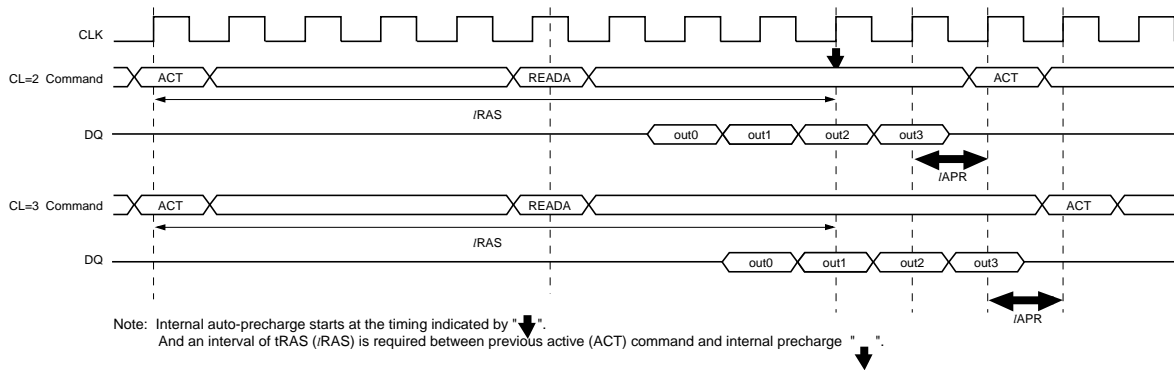 CLK
CL=2 Command ACT READA ACT
lRAS
DQ out0 out1 out2 out3
lAPR
CL=3 Command ACT READA ACT
lRAS
DQ out0 out1 out2 out3
lAPR
Note: Internal auto-precharge starts at the timing indicated by " ".
And an interval of tRAS (lRAS) is required between previous active (ACT) command and internal precharge " ".